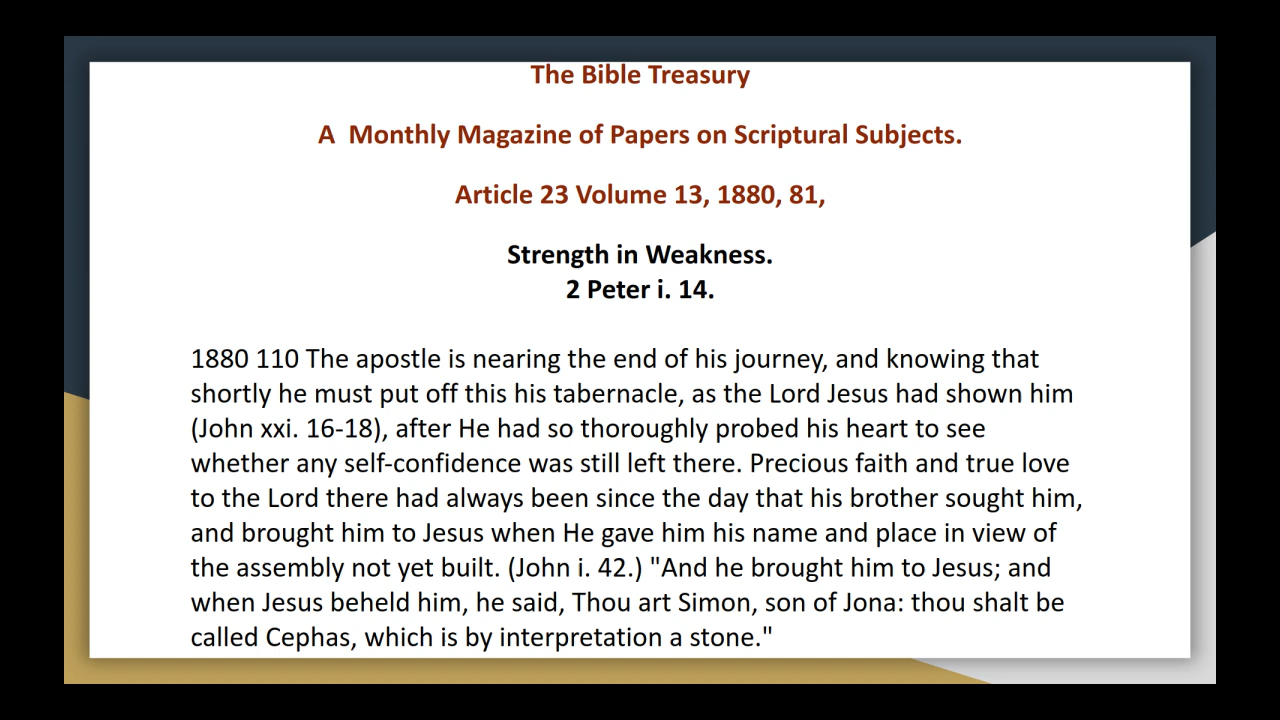 The Bible Treasury
A  Monthly Magazine of Papers on Scriptural Subjects.
Article 23 Volume 13, 1880, 81,
Strength in Weakness.
2 Peter i. 14.
1880 110 The apostle is nearing the end of his journey, and knowing that
shortly he must put off this his tabernacle, as the Lord Jesus had shown him
(John xxi. 16-18), after He had so thoroughly probed his heart to see
whether any self-confidence was still left there. Precious faith and true love
to the Lord there had always been since the day that his brother sought him,
and brought him to Jesus when He gave him his name and place in view of
the assembly not yet built. (John i. 42.) "And he brought him to Jesus; and
when Jesus beheld him, he said, Thou art Simon, son of Jona: thou shalt be
called Cephas, which is by interpretation a stone."